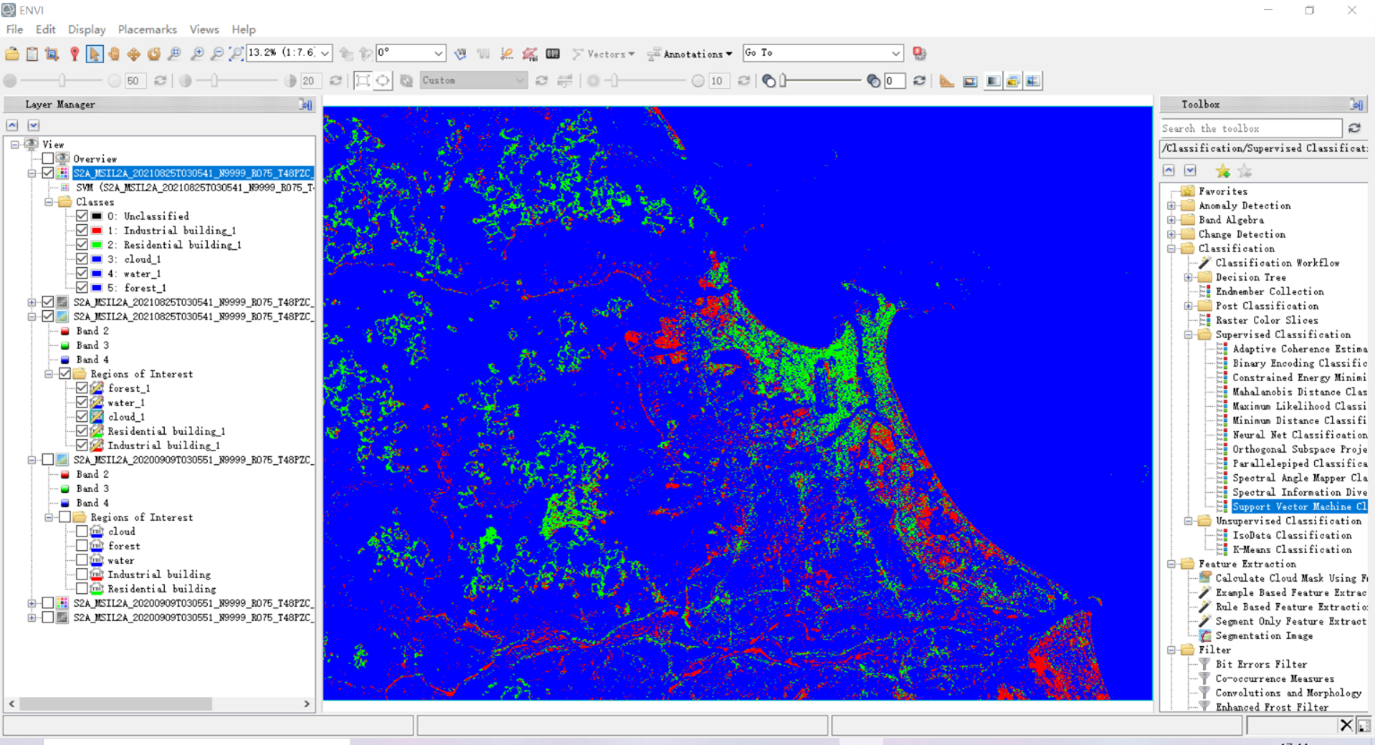 ENVI
File Edit Display Placemarks Views Help
13.2% (1:7.6 0° Vectors Annotations Go To
50 20 Custom 10 0
Layer Manager
View
Overview
S2A_MSIL2A_20210825T030541_N9999_R075_T48PZC_
SVM (S2A_MSIL2A_20210825T030541_N9999_R075_T-
Classes
0: Unclassified
1: Industrial building_1
2: Residential building_1
3: cloud_1
4: water_1
5: forest_1
S2A_MSIL2A_20210825T030541_N9999_R075_T48PZC_
S2A_MSIL2A_20210825T030541_N9999_R075_T48PZC_
Band 2
Band 3
Band 4
Regions of Interest
forest_1
water_1
cloud_1
Residential building_1
Industrial building_1
S2A_MSIL2A_20200909T030551_N9999_R075_T48PZC_
Band 2
Band 3
Band 4
Regions of Interest
cloud
forest
water
Industrial building
Residential building
S2A_MSIL2A_20200909T030551_N9999_R075_T48PZC_
S2A_MSIL2A_20200909T030551_N9999_R075_T48PZC_
Toolbox
Search the toolbox
/Classification/Supervised Classificat:
Favorites
Anomaly Detection
Band Algebra
Change Detection
Classification
Classification Workflow
Decision Tree
Endmember Collection
Post Classification
Raster Color Slices
Supervised Classification
Adaptive Coherence Estima
Binary Encoding Classific
Constrained Energy Minimi
Mahalanobis Distance Clas
Maximum Likelihood Classi
Minimum Distance Classifi
Neural Net Classification
Orthogonal Subspace Proje
Parallelepiped Classifica
Spectral Angle Mapper Cla
Spectral Information Dive
Support Vector Machine Cl
Unsupervised Classification
IsoData Classification
K-Means Classification
Feature Extraction
Calculate Cloud Mask Using F
Example Based Feature Extrac
Rule Based Feature Extractio
Segment Only Feature Extract
Segmentation Image
Filter
Bit Errors Filter
Co-occurrence Measures
Convolutions and Morphology
Enhanced Frost Filter